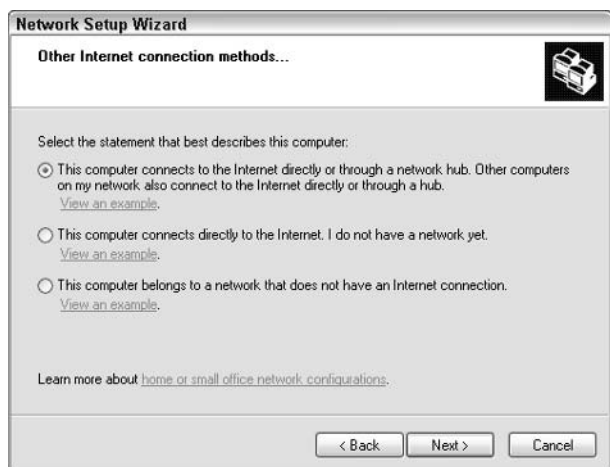 Network Setup Wizard
Other Internet connection methods...
Select the statement that best describes this computer:
This computer connects to the Internet directly or through a network hub. Other computers
on my network also connect to the Internet directly or through a hub.
View an example.
This computer connects directly to the Internet. I do not have a network yet.
View an example.
This computer belongs to a network that does not have an Internet connection.
View an example.
Learn more about home or small office network configurations.
< Back Next > Cancel